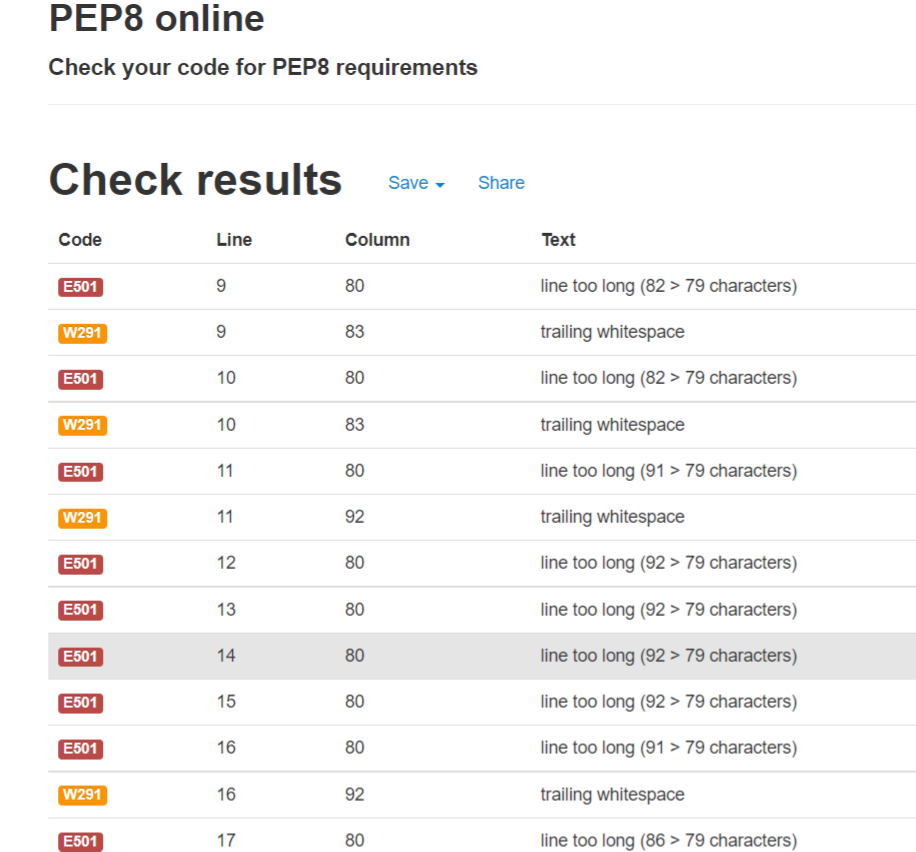 PEP8 online
Check your code for PEP8 requirements
Check results Save Share
Code Line Column Text
E501 9 80 line too long (82 > 79 characters)
W291 9 83 trailing whitespace
E501 10 80 line too long (82 > 79 characters)
W291 10 83 trailing whitespace
E501 11 80 line too long (91 > 79 characters)
W291 11 92 trailing whitespace
E501 12 80 line too long (92 > 79 characters)
E501 13 80 line too long (92 > 79 characters)
E501 14 80 line too long (92 > 79 characters)
E501 15 80 line too long (92 > 79 characters)
E501 16 80 line too long (91 > 79 characters)
W291 16 92 trailing whitespace
E501 17 80 line too long (86 > 79 characters)